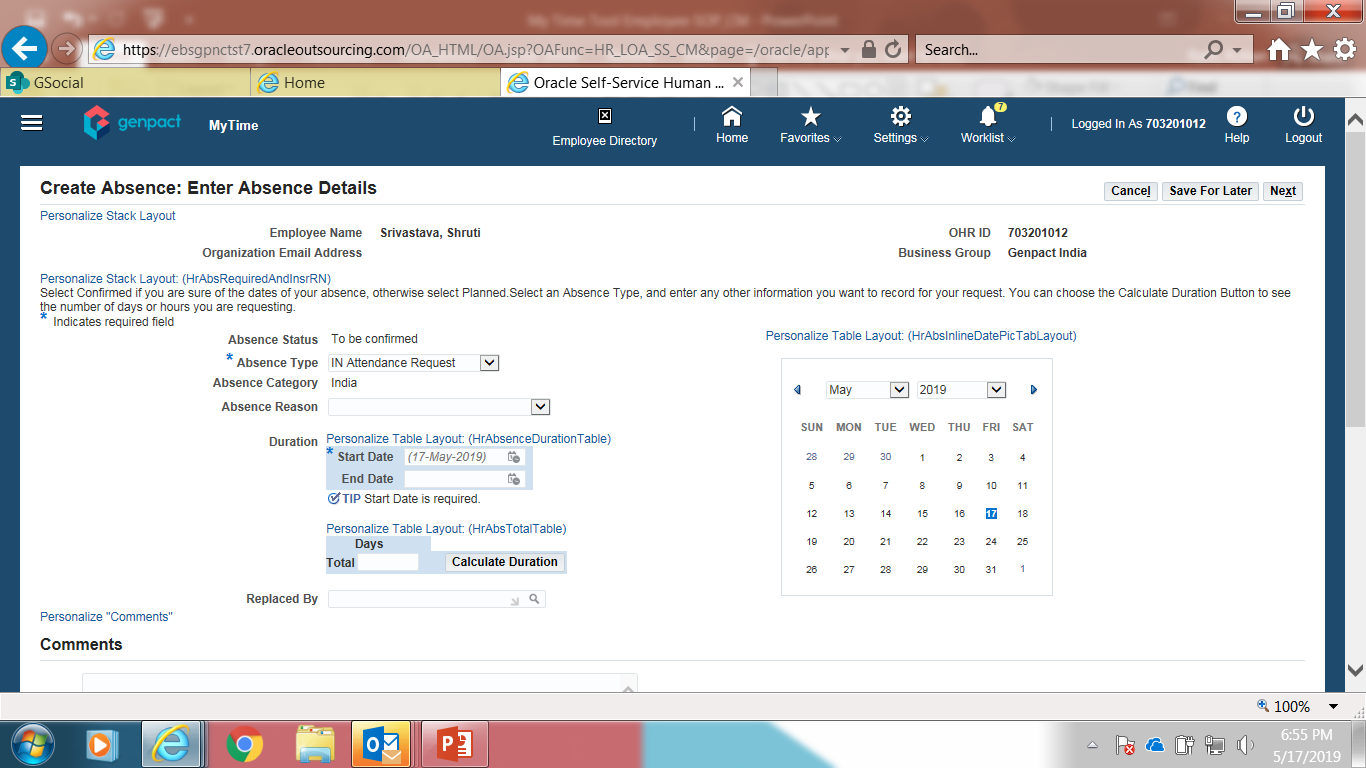 My Time Tool Employee SOP_CM - PowerPoint
https://ebsgpnctst7.oracleoutsourcing.com/OA_HTML/OA.jsp?OAFunc=HR_LOA_SS_CM&page=/oracle/app
Search...
GSocial
Home
Oracle Self-Service Human ...
genpact
MyTime
Employee Directory
Home
Favorites
Settings
7
Worklist
Logged In As 703201012
?
Help
Logout
Create Absence: Enter Absence Details
Cancel
Save For Later
Next
Personalize Stack Layout
Employee Name Srivastava, Shruti
OHR ID 703201012
Organization Email Address
Business Group Genpact India
Personalize Stack Layout: (HrAbsRequiredAndInsrRN)
Select Confirmed if you are sure of the dates of your absence, otherwise select Planned.Select an Absence Type, and enter any other information you want to record for your request. You can choose the Calculate Duration Button to see
the number of days or hours you are requesting.
* Indicates required field
Absence Status To be confirmed
* Absence Type IN Attendance Request
Absence Category India
Absence Reason
Duration
Personalize Table Layout: (HrAbsenceDurationTable)
* Start Date (17-May-2019)
End Date
TIP Start Date is required.
Personalize Table Layout: (HrAbsTotalTable)
Days
Total
Calculate Duration
Replaced By
Personalize Table Layout: (HrAbsInlineDatePicTabLayout)
May 2019
SUN MON TUE WED THU FRI SAT
28 29 30 1 2 3 4
5 6 7 8 9 10 11
12 13 14 15 16 17 18
19 20 21 22 23 24 25
26 27 28 29 30 31 1
Personalize "Comments"
Comments
100%
6:55 PM
5/17/2019